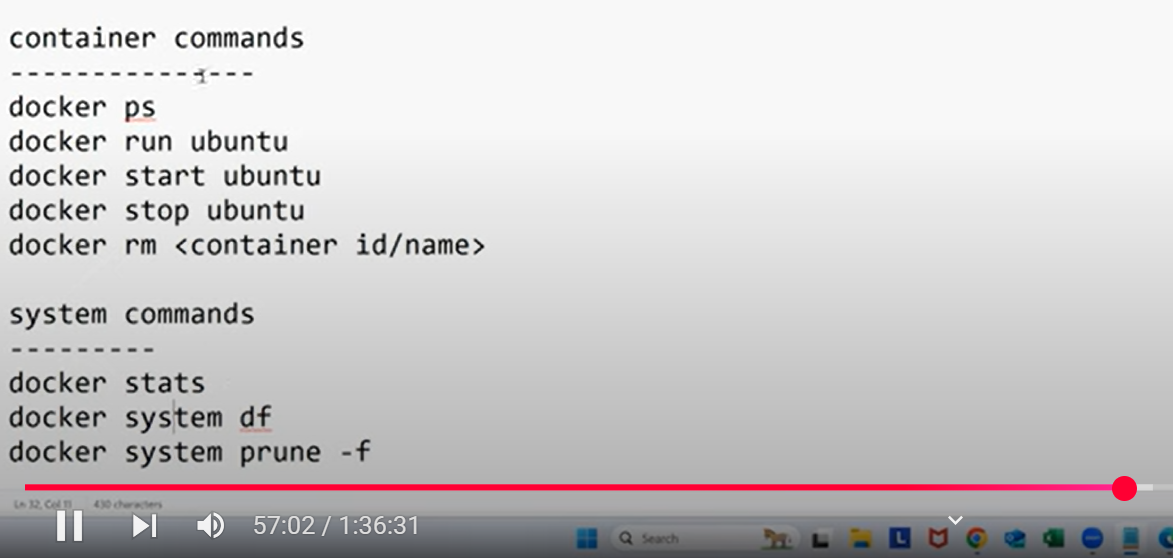 container commands
---------------
docker ps
docker run ubuntu
docker start ubuntu
docker stop ubuntu
docker rm <container id/name>
system commands
---------
docker stats
docker system df
docker system prune -f
Ln 32, Col 11 430 characters
57:02 / 1:36:31
Search